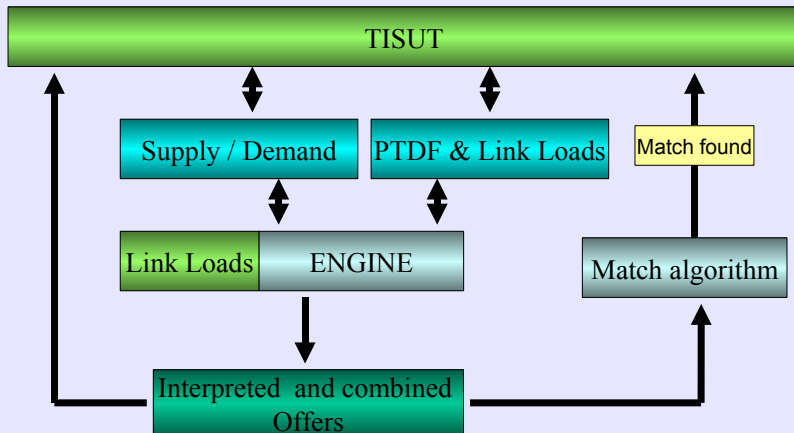 TISUT
Supply / Demand
PTDF & Link Loads
Match found
Link Loads
ENGINE
Match algorithm
Interpreted and combined
Offers